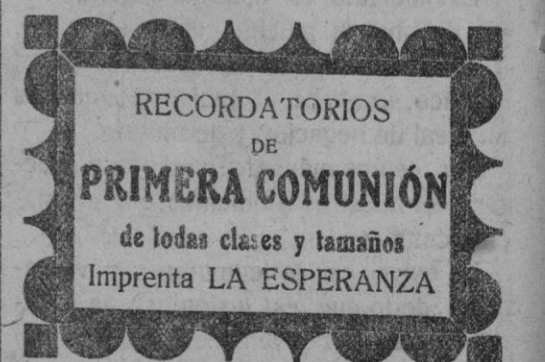 RECORDATORIOS
DE
PRIMERA COMUNIÓN
de todas clases y tamaños
Imprenta LA ESPERANZA